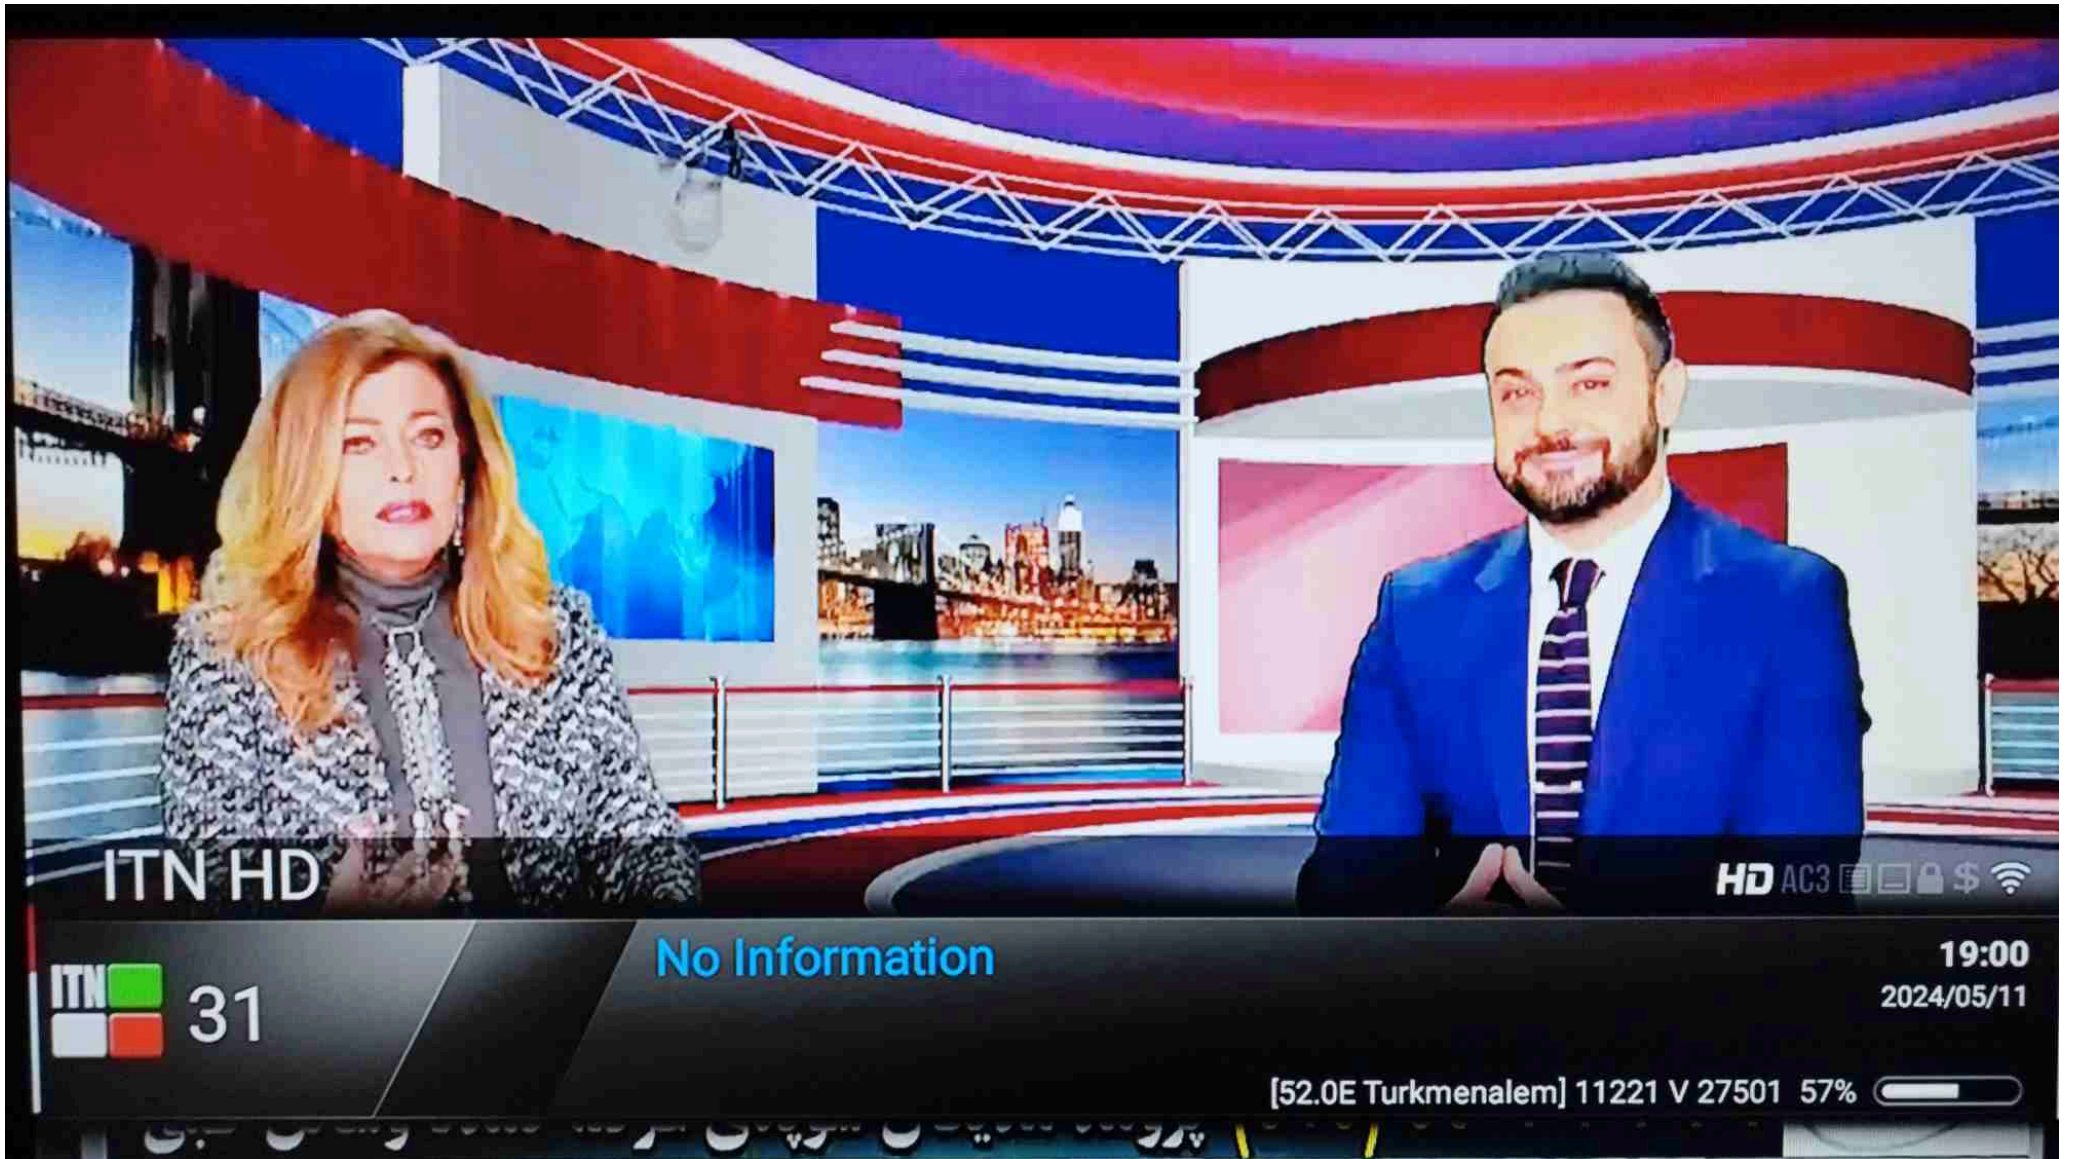 ITN HD
HD AC3 $
ITN
31
No Information
19:00
2024/05/11
[52.0E Turkmenalem] 11221 V 27501 57%